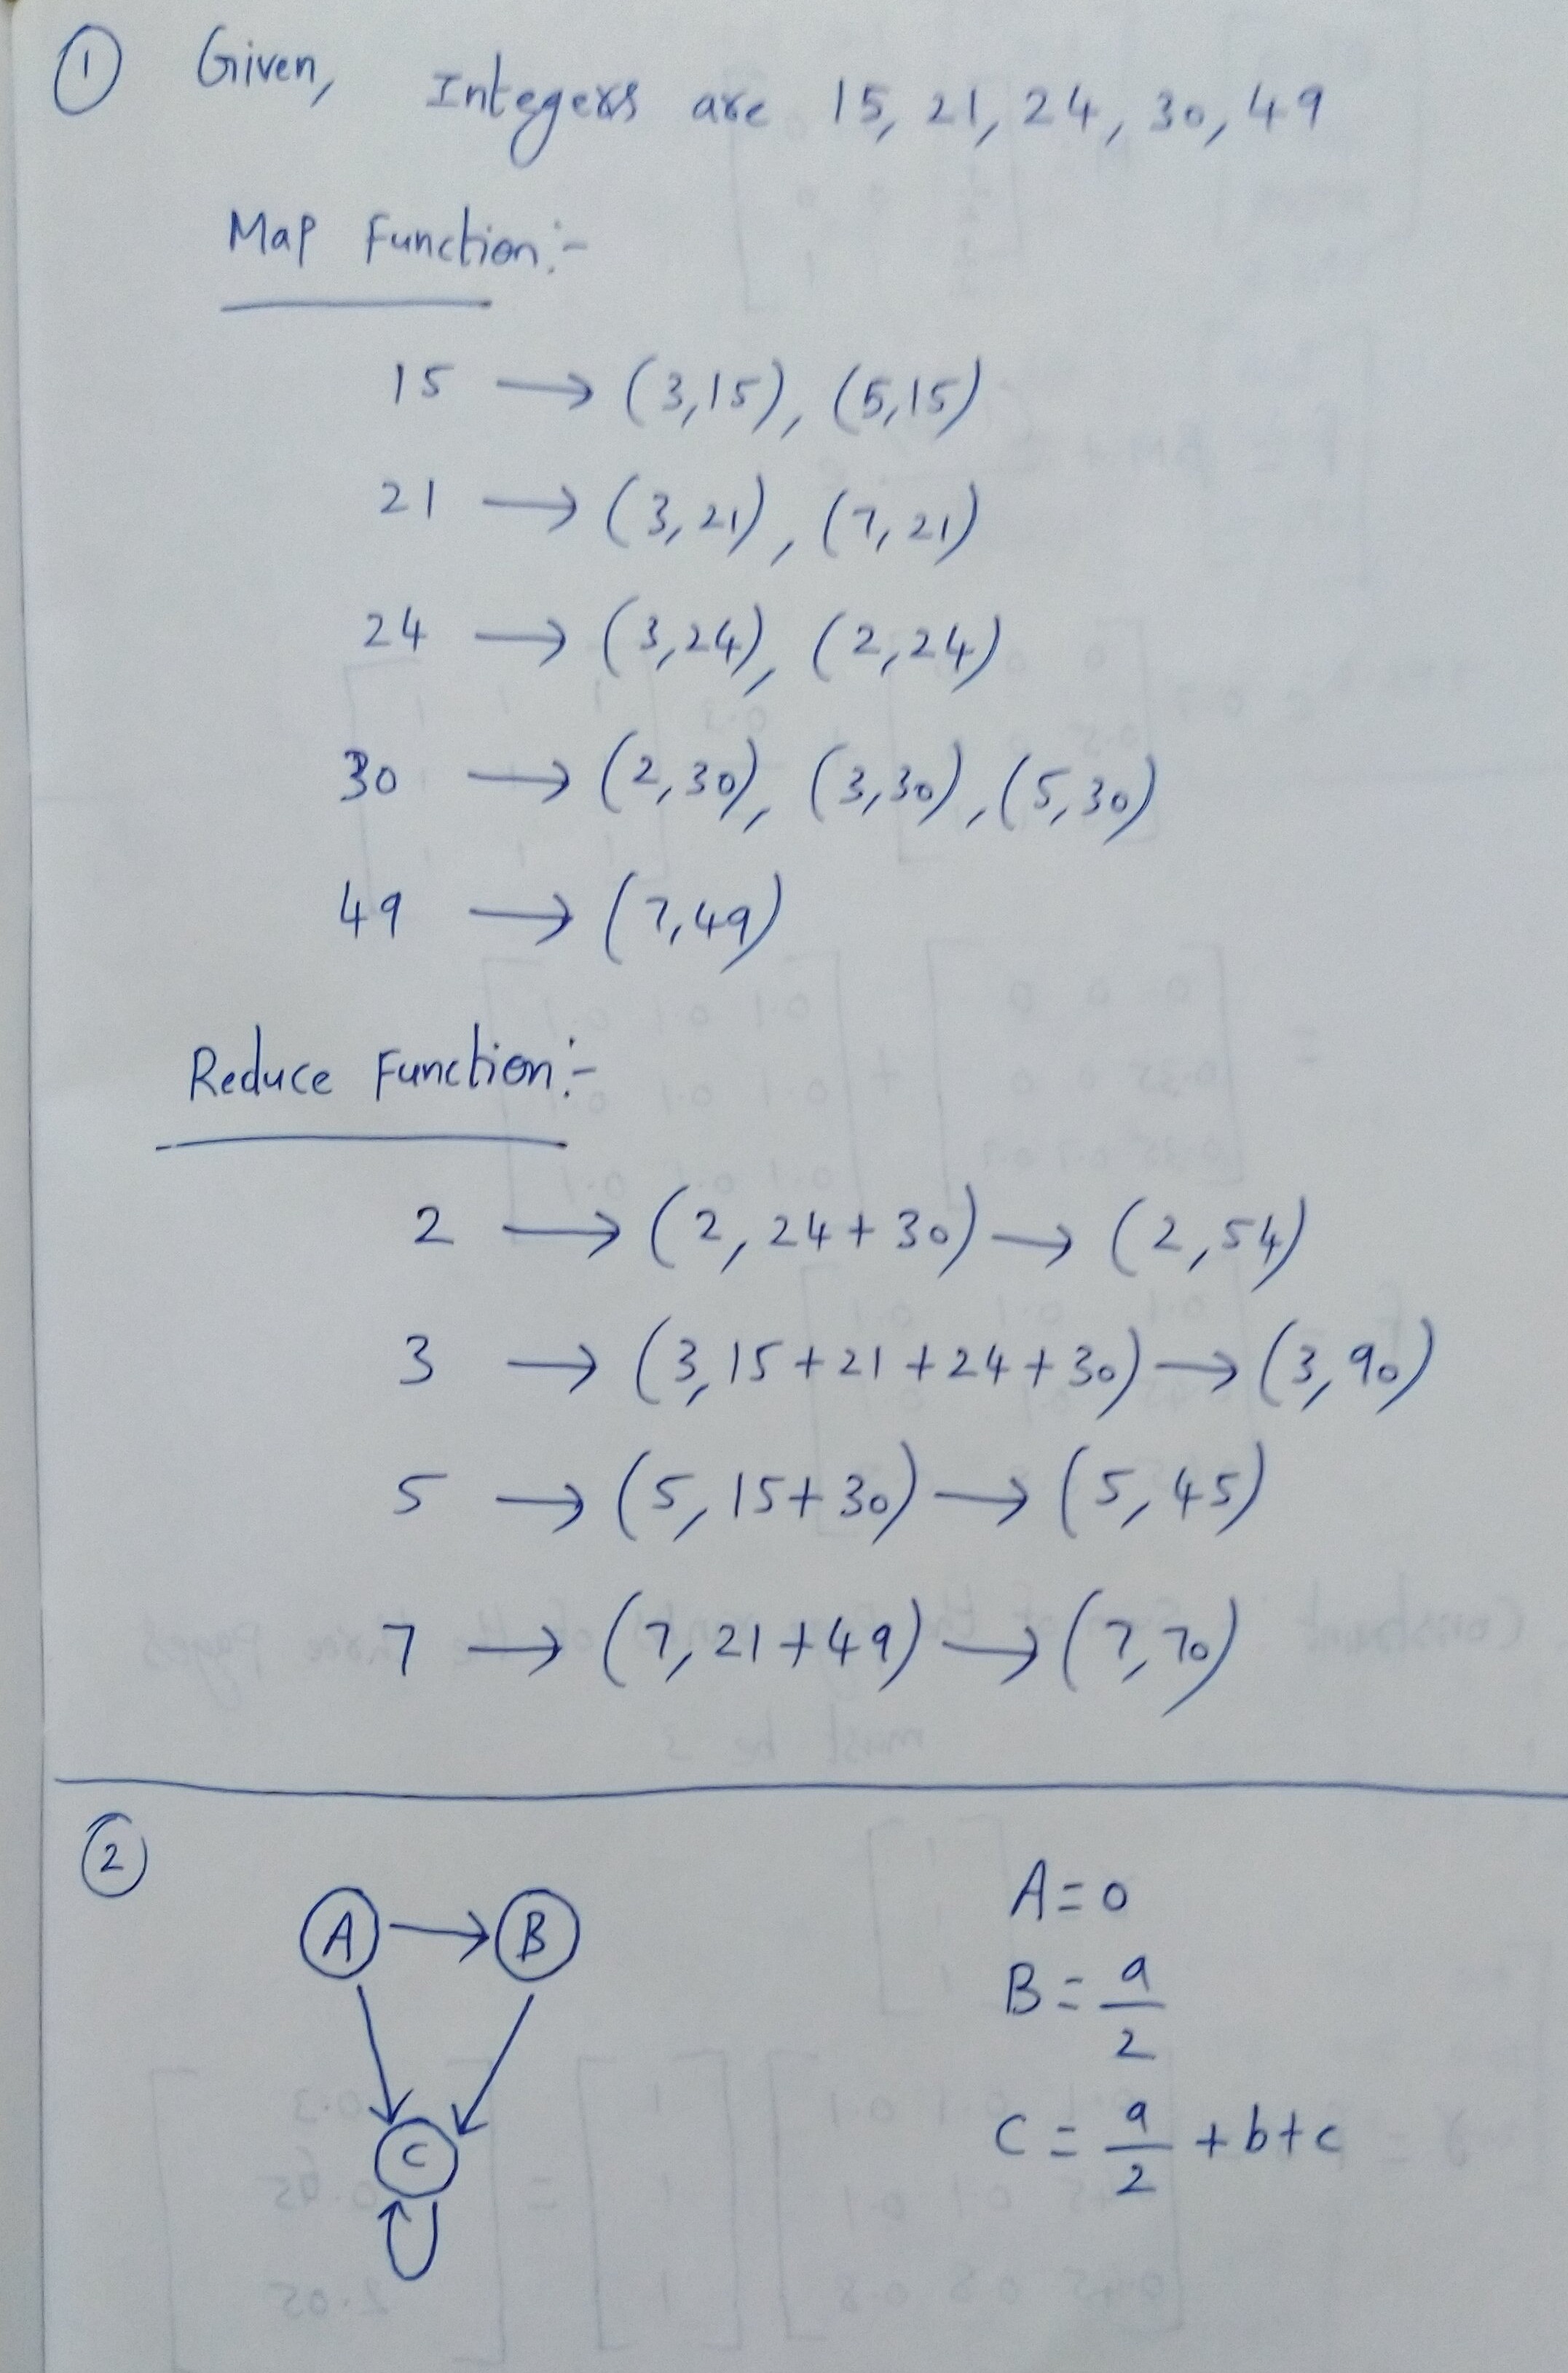 ① Given, Integers are 15, 21, 24, 30, 49
Map Function:-
15 → (3,15), (5,15)
21 → (3,21), (7,21)
24 → (3,24), (2,24)
30 → (2,30), (3,30), (5,30)
49 → (7,49)
Reduce Function:-
2 → (2, 24+30) → (2,54)
3 → (3,15+21+24+30) → (3,90)
5 → (5, 15+30) → (5,45)
7 → (7,21+49) → (7,70)
②
A → B
C
A=0
B= a/2
C= a/2 +b+c